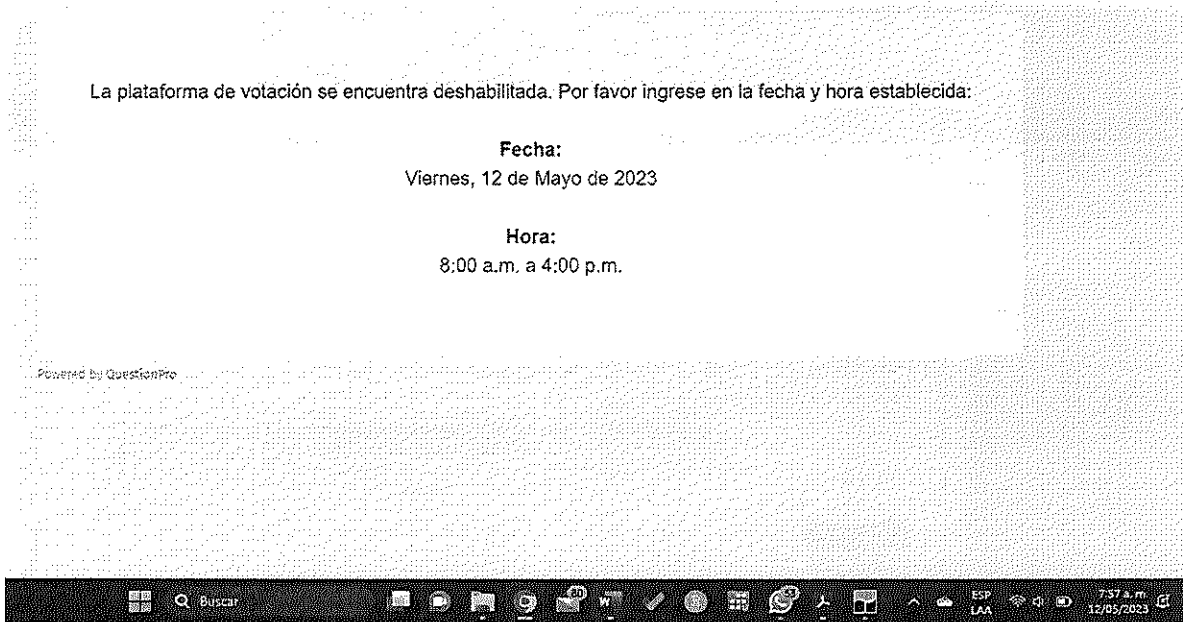 La plataforma de votación se encuentra deshabilitada. Por favor ingrese en la fecha y hora establecida:
Fecha:
Viernes, 12 de Mayo de 2023
Hora:
8:00 a.m. a 4:00 p.m.
Powered by QuestionPro
Buscar
80
53
ESP
LAA
7:57 a. m.
12/05/2023